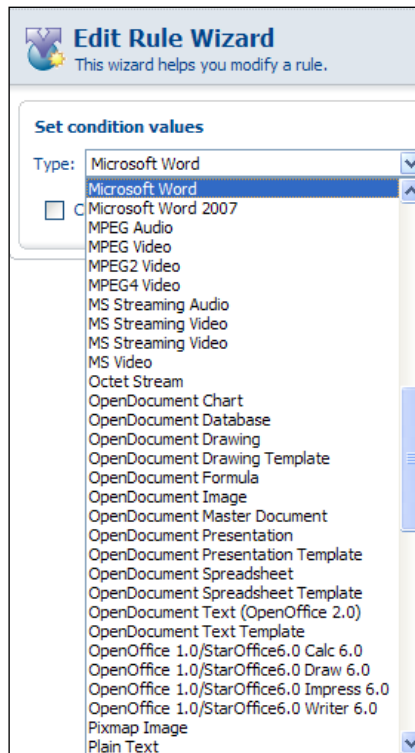 Edit Rule Wizard
This wizard helps you modify a rule.
Set condition values
Type: Microsoft Word
Microsoft Word
C Microsoft Word 2007
MPEG Audio
MPEG Video
MPEG2 Video
MPEG4 Video
MS Streaming Audio
MS Streaming Video
MS Streaming Video
MS Video
Octet Stream
OpenDocument Chart
OpenDocument Database
OpenDocument Drawing
OpenDocument Drawing Template
OpenDocument Formula
OpenDocument Image
OpenDocument Master Document
OpenDocument Presentation
OpenDocument Presentation Template
OpenDocument Spreadsheet
OpenDocument Spreadsheet Template
OpenDocument Text (OpenOffice 2.0)
OpenDocument Text Template
OpenOffice 1.0/StarOffice6.0 Calc 6.0
OpenOffice 1.0/StarOffice6.0 Draw 6.0
OpenOffice 1.0/StarOffice6.0 Impress 6.0
OpenOffice 1.0/StarOffice6.0 Writer 6.0
Pixmap Image
Plain Text